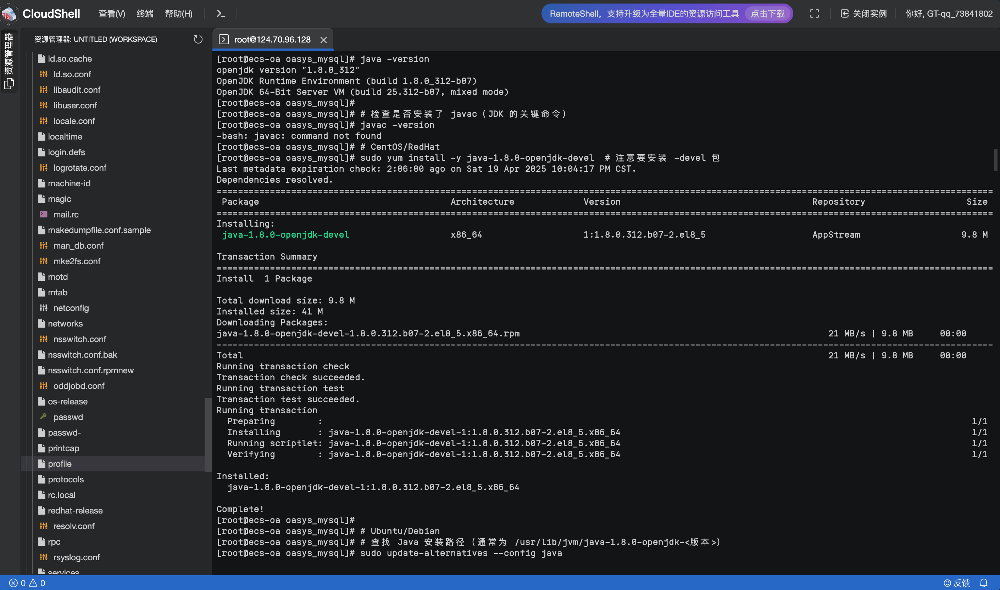 CloudShell
查看(V) 终端 帮助(H)
RemoteShell，支持升级为全量IDE的资源访问工具 点击下载
关闭实例
你好, GT-qq_73841802
资源管理器
资源管理器: UNTITLED (WORKSPACE)
ld.so.cache
ld.so.conf
libaudit.conf
libuser.conf
locale.conf
localtime
login.defs
logrotate.conf
machine-id
magic
mail.rc
makedumpfile.conf.sample
man_db.conf
mke2fs.conf
motd
mtab
netconfig
networks
nsswitch.conf
nsswitch.conf.bak
nsswitch.conf.rpmnew
oddjobd.conf
os-release
passwd
passwd-
printcap
profile
protocols
rc.local
redhat-release
resolv.conf
rpc
rsyslog.conf
services
root@124.70.96.128
[root@ecs-oa oasys_mysql]# java -version
openjdk version "1.8.0_312"
OpenJDK Runtime Environment (build 1.8.0_312-b07)
OpenJDK 64-Bit Server VM (build 25.312-b07, mixed mode)
[root@ecs-oa oasys_mysql]#
[root@ecs-oa oasys_mysql]# # 检查是否安装了 javac（JDK 的关键命令）
[root@ecs-oa oasys_mysql]# javac -version
-bash: javac: command not found
[root@ecs-oa oasys_mysql]# # CentOS/RedHat
[root@ecs-oa oasys_mysql]# sudo yum install -y java-1.8.0-openjdk-devel  # 注意要安装 -devel 包
Last metadata expiration check: 2:06:00 ago on Sat 19 Apr 2025 10:04:17 PM CST.
Dependencies resolved.
Package Architecture Version Repository Size
Installing:
java-1.8.0-openjdk-devel x86_64 1:1.8.0.312.b07-2.el8_5 AppStream 9.8 M
Transaction Summary
Install  1 Package
Total download size: 9.8 M
Installed size: 41 M
Downloading Packages:
java-1.8.0-openjdk-devel-1.8.0.312.b07-2.el8_5.x86_64.rpm 21 MB/s | 9.8 MB 00:00
Total 21 MB/s | 9.8 MB 00:00
Running transaction check
Transaction check succeeded.
Running transaction test
Transaction test succeeded.
Running transaction
Preparing : 1/1
Installing : java-1.8.0-openjdk-devel-1:1.8.0.312.b07-2.el8_5.x86_64 1/1
Running scriptlet: java-1.8.0-openjdk-devel-1:1.8.0.312.b07-2.el8_5.x86_64 1/1
Verifying : java-1.8.0-openjdk-devel-1:1.8.0.312.b07-2.el8_5.x86_64 1/1
Installed:
java-1.8.0-openjdk-devel-1:1.8.0.312.b07-2.el8_5.x86_64
Complete!
[root@ecs-oa oasys_mysql]#
[root@ecs-oa oasys_mysql]# # Ubuntu/Debian
[root@ecs-oa oasys_mysql]# # 查找 Java 安装路径（通常为 /usr/lib/jvm/java-1.8.0-openjdk-<版本>）
[root@ecs-oa oasys_mysql]# sudo update-alternatives --config java
0 0
反馈